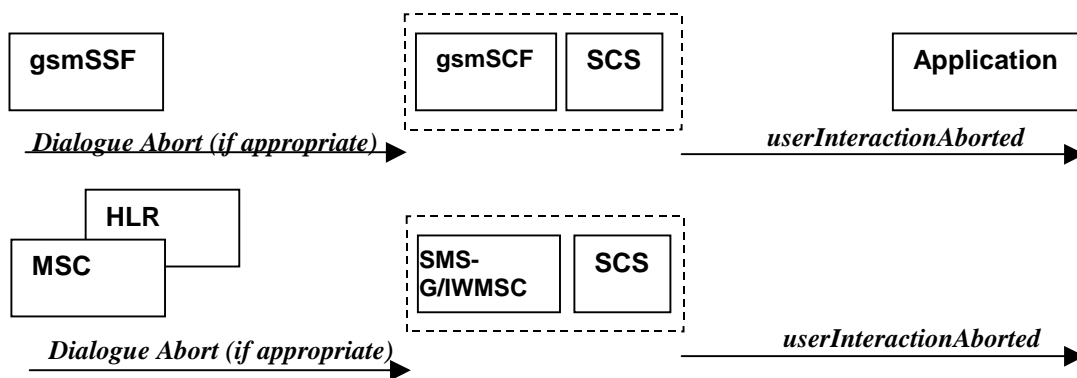 gsmSSF
gsmSCF
SCS
Application
Dialogue Abort (if appropriate)
userInteractionAborted
HLR
MSC
SMS-
G/IWMSC
SCS
Dialogue Abort (if appropriate)
userInteractionAborted